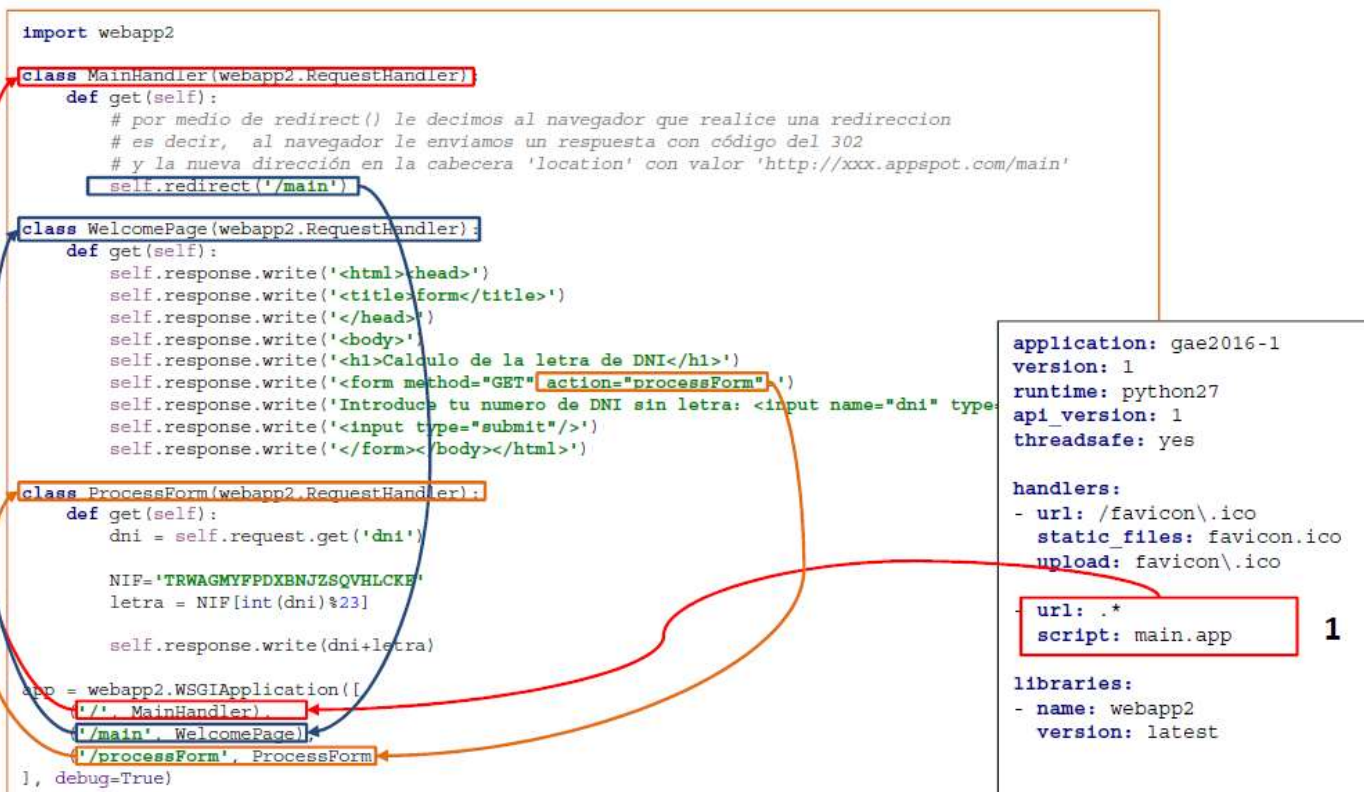 import webapp2
class MainHandler(webapp2.RequestHandler):
def get(self):
# por medio de redirect() le decimos al navegador que realice una redireccion
# es decir, al navegador le enviamos un respuesta con código del 302
# y la nueva dirección en la cabecera 'location' con valor 'http://xxx.appspot.com/main'
self.redirect('/main')
class WelcomePage(webapp2.RequestHandler):
def get(self):
self.response.write('<html><head>')
self.response.write('<title>form</title>')
self.response.write('</head>')
self.response.write('<body>')
self.response.write('<h1>Calculo de la letra de DNI</h1>')
self.response.write('<form method="GET" action="processForm" >')
self.response.write('Introduce tu numero de DNI sin letra: <input name="dni" type=
self.response.write('<input type="submit"/>')
self.response.write('</form></body></html>')
class ProcessForm(webapp2.RequestHandler):
def get(self):
dni = self.request.get('dni')
NIF='TRWAGMYFPDXBNJZSQVHLCKE'
letra = NIF[int(dni)%23]
self.response.write(dni+letra)
app = webapp2.WSGIApplication([
('/', MainHandler),
('/main', WelcomePage),
('/processForm', ProcessForm
], debug=True)
application: gae2016-1
version: 1
runtime: python27
api_version: 1
threadsafe: yes
handlers:
- url: /favicon\.ico
static_files: favicon.ico
upload: favicon\.ico
- url: .*
script: main.app
1
libraries:
- name: webapp2
version: latest